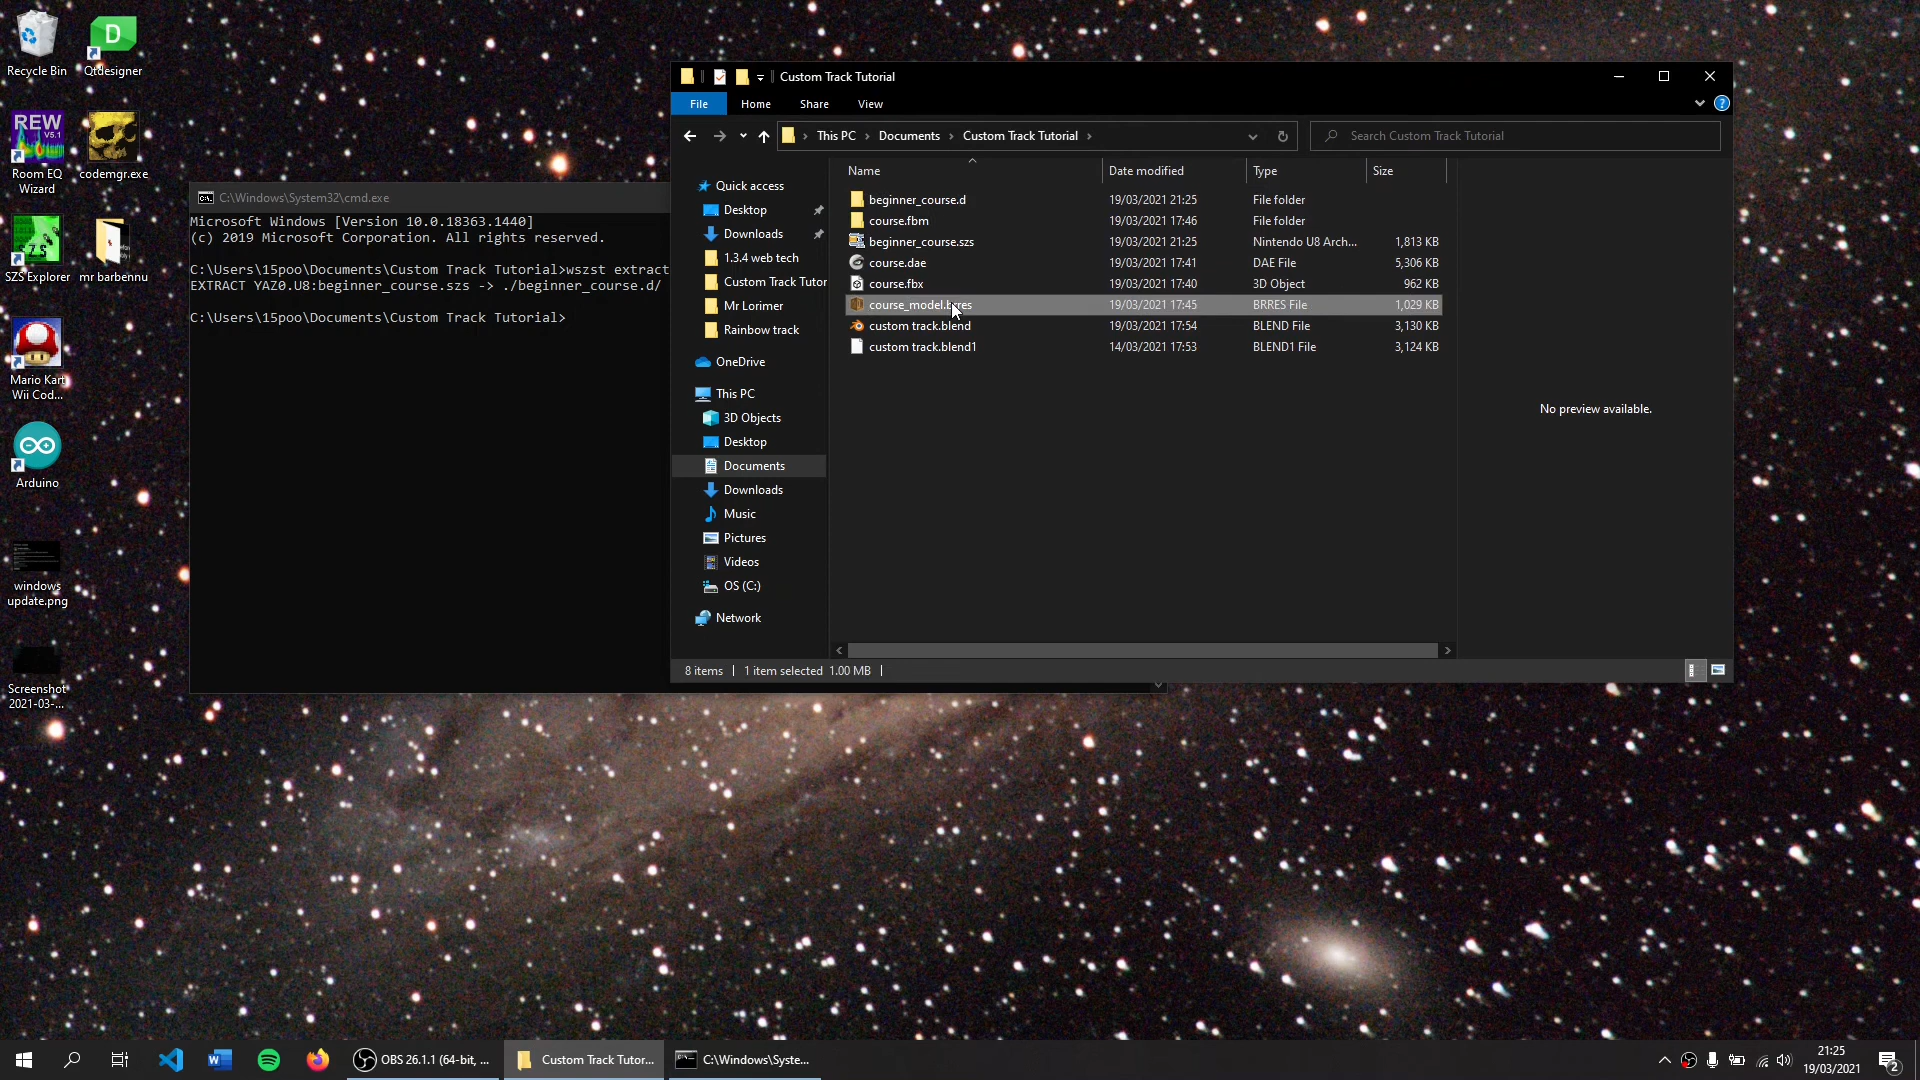 Recycle Bin
Qtdesigner
REW
V5.1
Room EQ
Wizard
codemgr.exe
SZS
SZS Explorer
mr barbennu
Mario Kart
Wii Cod...
Arduino
windows
update.png
Screenshot
2021-03-...
C:\Windows\System32\cmd.exe
Microsoft Windows [Version 10.0.18363.1440]
(c) 2019 Microsoft Corporation. All rights reserved.
C:\Users\15poo\Documents\Custom Track Tutorial>wszst extract
EXTRACT YAZ0.U8:beginner_course.szs -> ./beginner_course.d/
C:\Users\15poo\Documents\Custom Track Tutorial>
Custom Track Tutorial
File Home Share View
This PC Documents Custom Track Tutorial
Search Custom Track Tutorial
Quick access
Desktop
Downloads
1.3.4 web tech
Custom Track Tutor
Mr Lorimer
Rainbow track
OneDrive
This PC
3D Objects
Desktop
Documents
Downloads
Music
Pictures
Videos
OS (C:)
Network
Name Date modified Type Size
beginner_course.d 19/03/2021 21:25 File folder
course.fbm 19/03/2021 17:46 File folder
beginner_course.szs 19/03/2021 21:25 Nintendo U8 Arch... 1,813 KB
course.dae 19/03/2021 17:41 DAE File 5,306 KB
course.fbx 19/03/2021 17:40 3D Object 962 KB
course_model.brres 19/03/2021 17:45 BRRES File 1,029 KB
custom track.blend 19/03/2021 17:54 BLEND File 3,130 KB
custom track.blend1 14/03/2021 17:53 BLEND1 File 3,124 KB
No preview available.
8 items 1 item selected 1.00 MB
OBS 26.1.1 (64-bit, ...
Custom Track Tutor...
C:\Windows\Syste...
21:25
19/03/2021
2